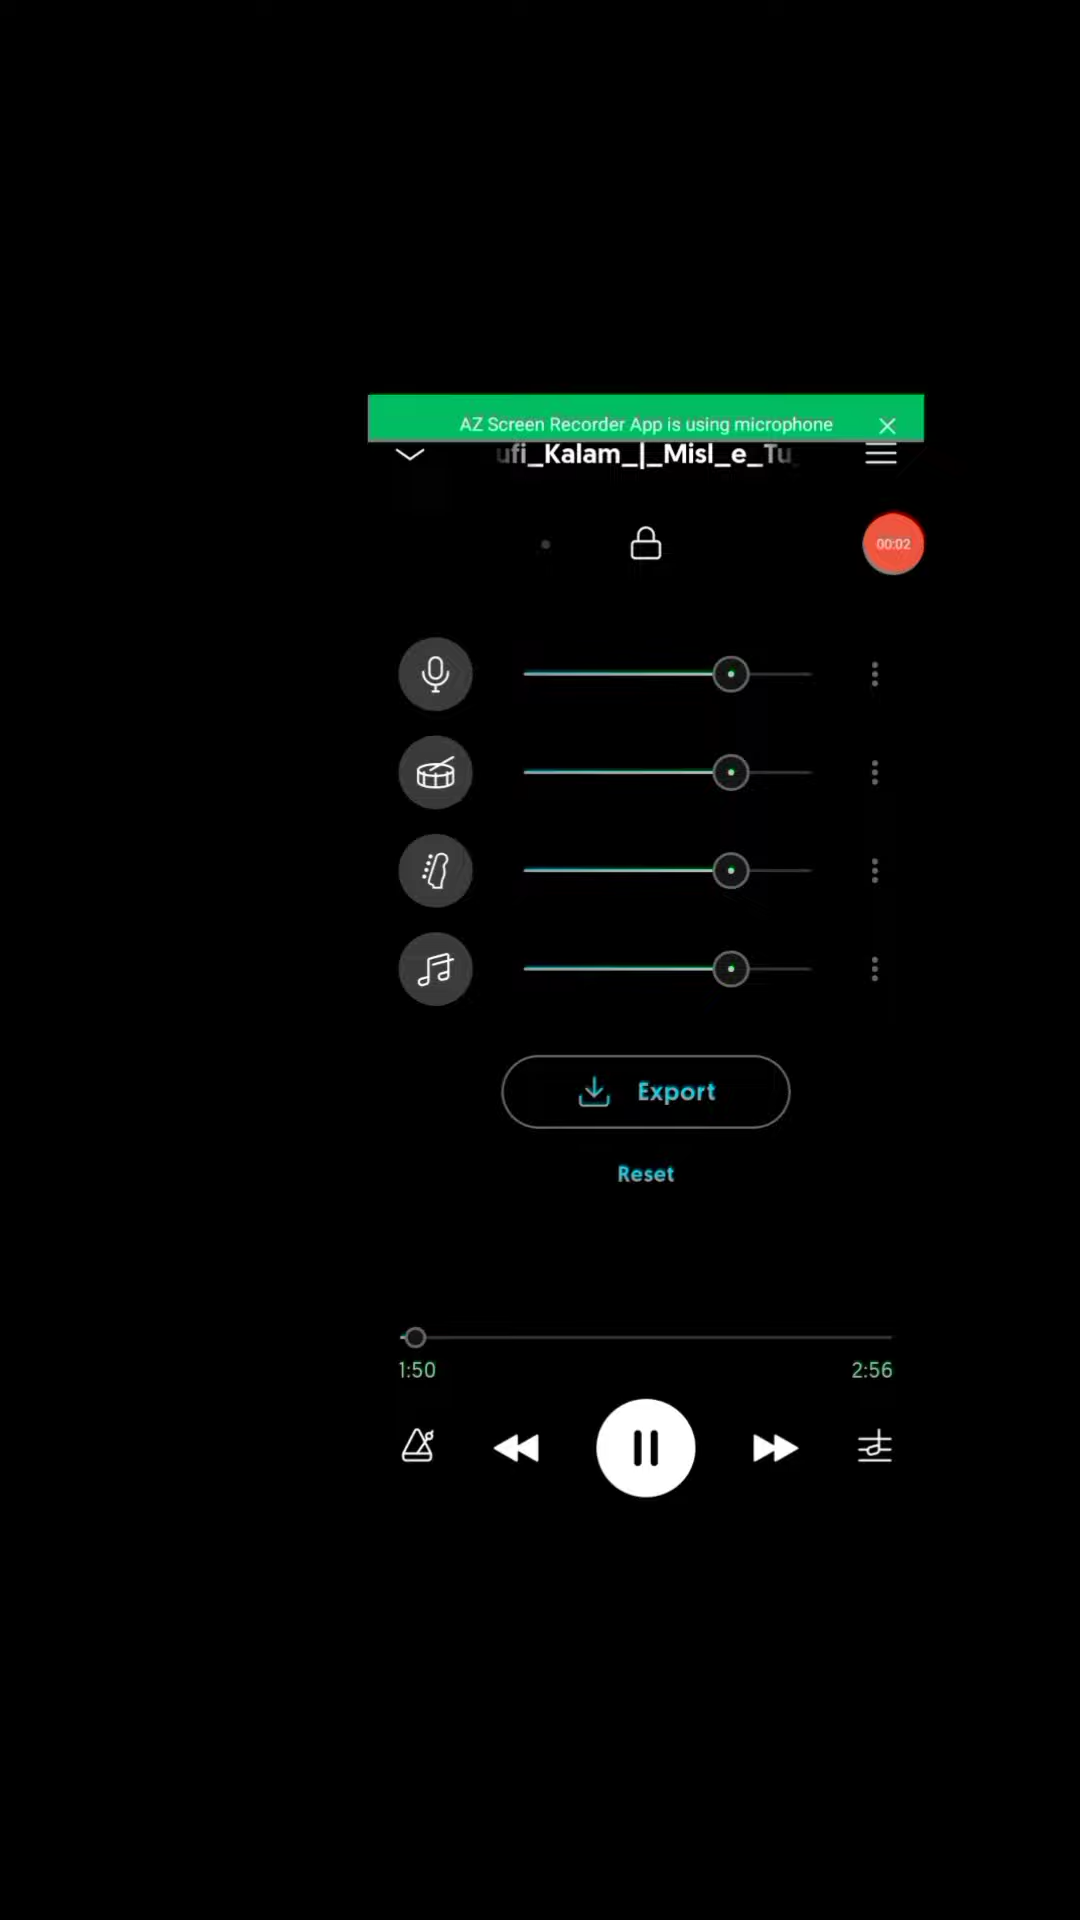 AZ Screen Recorder App is using microphone
ufi_Kalam_|_Misl_e_Tu
00:02
Export
Reset
1:50 2:56